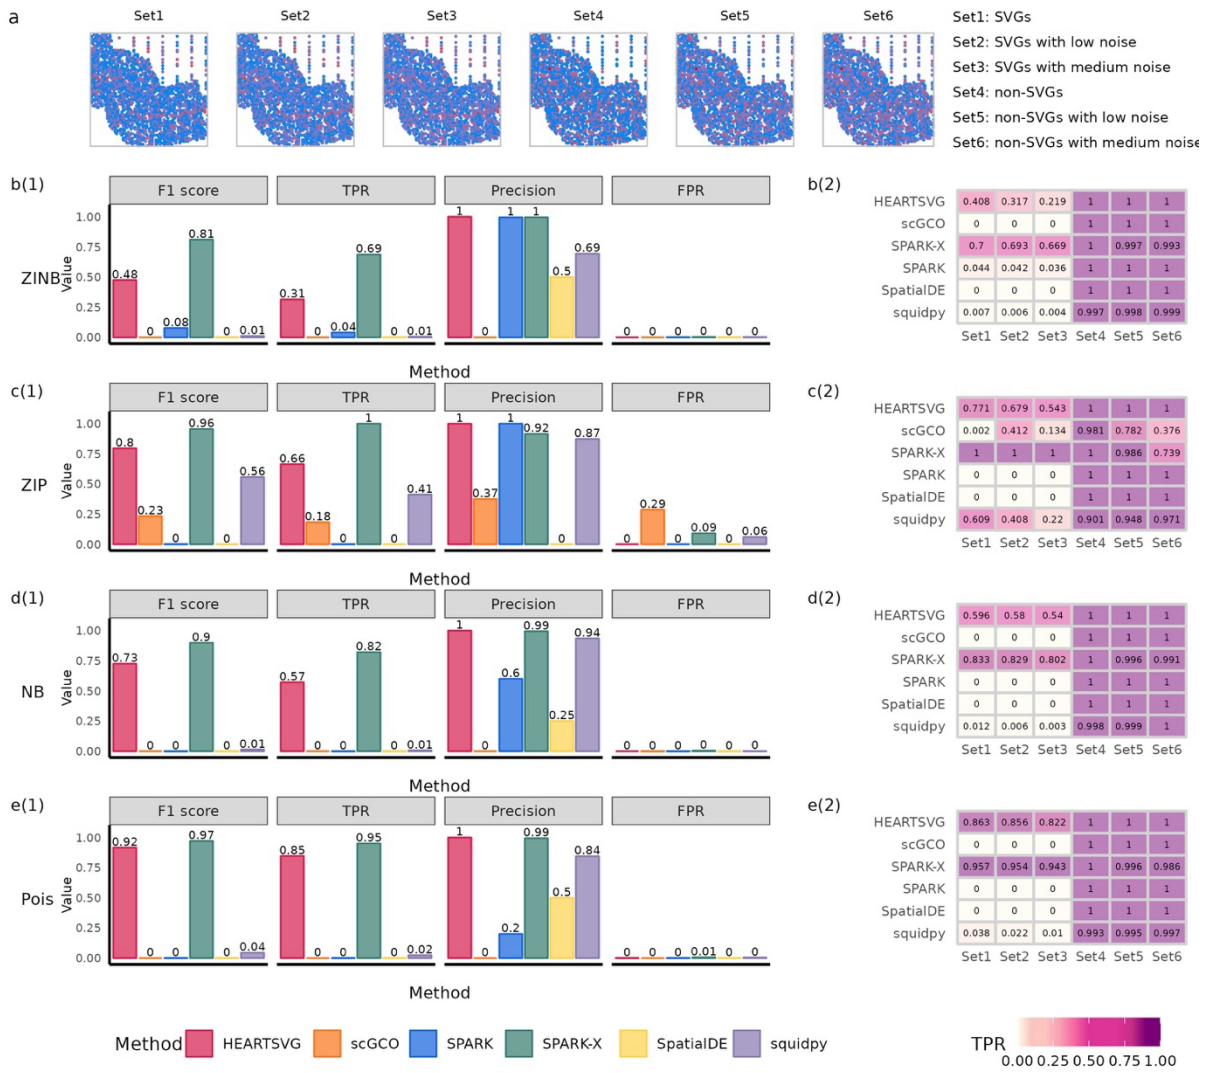 a
Set1 Set2 Set3 Set4 Set5 Set6
Set1: SVGs
Set2: SVGs with low noise
Set3: SVGs with medium noise
Set4: non-SVGs
Set5: non-SVGs with low noise
Set6: non-SVGs with medium noise
b(1)
F1 score TPR Precision FPR
ZINB
Value
1.00
0.75
0.50
0.25
0.00
0.48 0 0.08 0.81 0 0.01
0.31 0 0.04 0.69 0 0.01
1 0 1 1 0.5 0.69
0 0 0 0 0 0
Method
b(2)
HEARTSVG 0.408 0.317 0.219 1 1 1
scGCO 0 0 0 1 1 1
SPARK-X 0.7 0.693 0.669 1 0.997 0.993
SPARK 0.044 0.042 0.036 1 1 1
SpatialDE 0 0 0 1 1 1
squidpy 0.007 0.006 0.004 0.997 0.998 0.999
Set1 Set2 Set3 Set4 Set5 Set6
c(1)
F1 score TPR Precision FPR
ZIP
Value
1.00
0.75
0.50
0.25
0.00
0.8 0.23 0 0.96 0 0.56
0.66 0.18 0 1 0 0.41
1 0.37 1 0.92 0 0.87
0 0.29 0 0.09 0 0.06
Method
c(2)
HEARTSVG 0.771 0.679 0.543 1 1 1
scGCO 0.002 0.412 0.134 0.981 0.782 0.376
SPARK-X 1 1 1 1 0.986 0.739
SPARK 0 0 0 1 1 1
SpatialDE 0 0 0 1 1 1
squidpy 0.609 0.408 0.22 0.901 0.948 0.971
Set1 Set2 Set3 Set4 Set5 Set6
d(1)
F1 score TPR Precision FPR
NB
Value
1.00
0.75
0.50
0.25
0.00
0.73 0 0 0.9 0 0.01
0.57 0 0 0.82 0 0.01
1 0 0.6 0.99 0.25 0.94
0 0 0 0 0 0
Method
d(2)
HEARTSVG 0.596 0.58 0.54 1 1 1
scGCO 0 0 0 1 1 1
SPARK-X 0.833 0.829 0.802 1 0.996 0.991
SPARK 0 0 0 1 1 1
SpatialDE 0 0 0 1 1 1
squidpy 0.012 0.006 0.003 0.998 0.999 1
Set1 Set2 Set3 Set4 Set5 Set6
e(1)
F1 score TPR Precision FPR
Pois
Value
1.00
0.75
0.50
0.25
0.00
0.92 0 0 0.97 0 0.04
0.85 0 0 0.95 0 0.02
1 0 0.2 0.99 0.5 0.84
0 0 0 0.01 0 0
Method
e(2)
HEARTSVG 0.863 0.856 0.822 1 1 1
scGCO 0 0 0 1 1 1
SPARK-X 0.957 0.954 0.943 1 0.996 0.986
SPARK 0 0 0 1 1 1
SpatialDE 0 0 0 1 1 1
squidpy 0.038 0.022 0.01 0.993 0.995 0.997
Set1 Set2 Set3 Set4 Set5 Set6
Method HEARTSVG scGCO SPARK SPARK-X SpatialDE squidpy
TPR
0.00 0.25 0.50 0.75 1.00